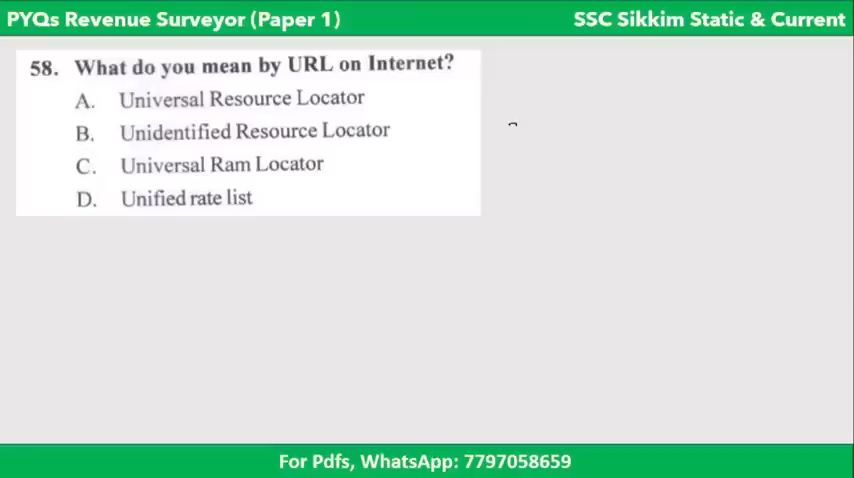 PYQs Revenue Surveyor (Paper 1)
SSC Sikkim Static & Current
58. What do you mean by URL on Internet?
A. Universal Resource Locator
B. Unidentified Resource Locator
C. Universal Ram Locator
D. Unified rate list
For Pdfs, WhatsApp: 7797058659